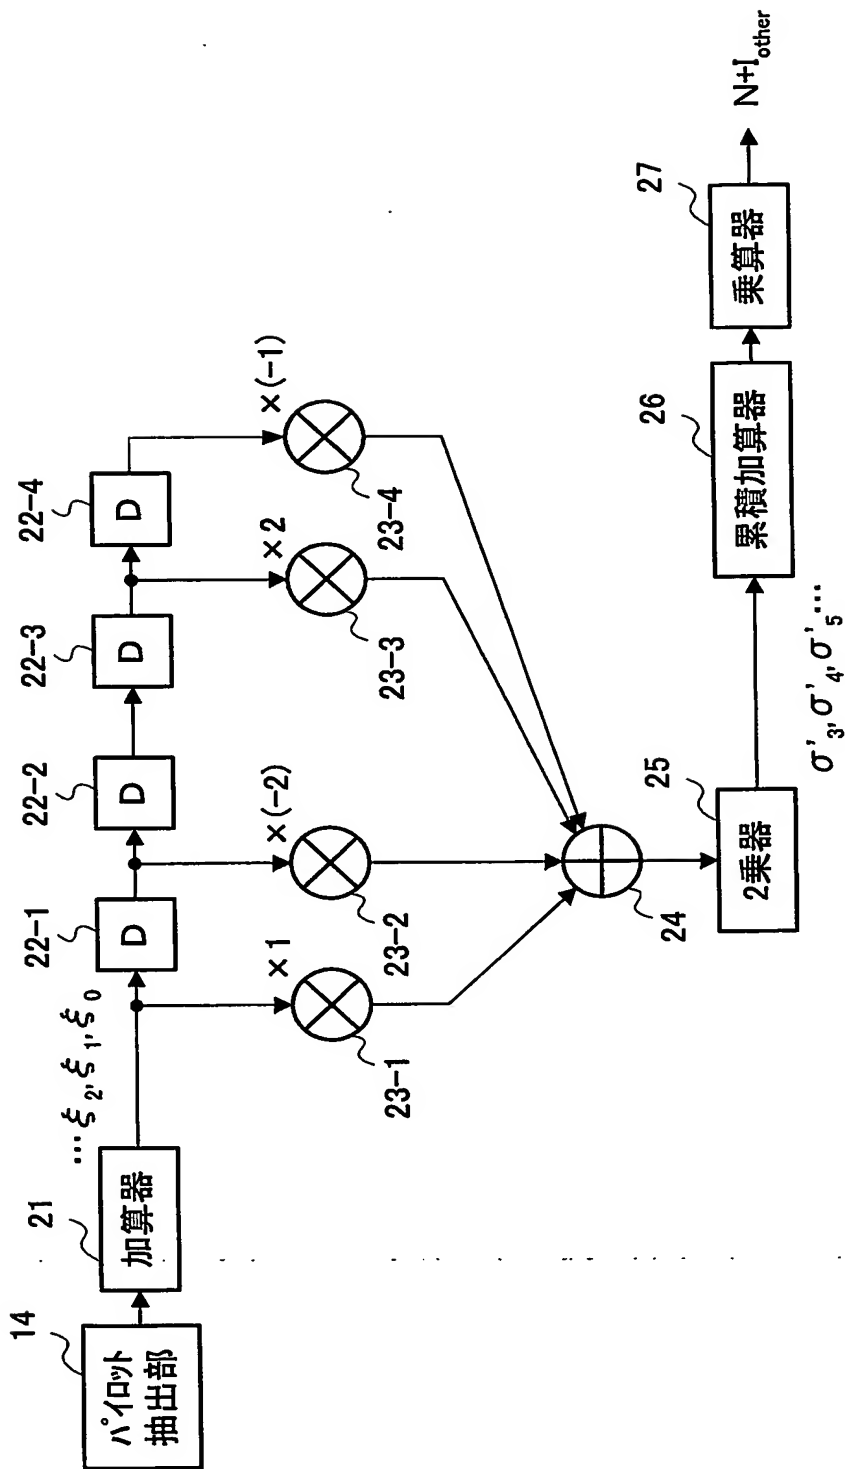 14
パイロット
抽出部
21
加算器
…ξ2, ξ1, ξ0
22-1
D
22-2
D
22-3
D
22-4
D
×1
23-1
×(-2)
23-2
×2
23-3
×(-1)
23-4
24
25
2乗器
σ'3, σ'4, σ'5…
26
累積加算器
27
乗算器
N+Iother